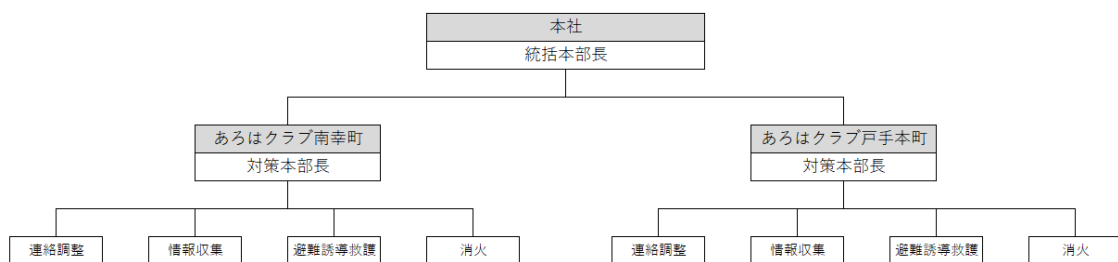 本社
統括本部長
あろはクラブ南幸町
対策本部長
あろはクラブ戸手本町
対策本部長
連絡調整
情報収集
避難誘導救護
消火
連絡調整
情報収集
避難誘導救護
消火